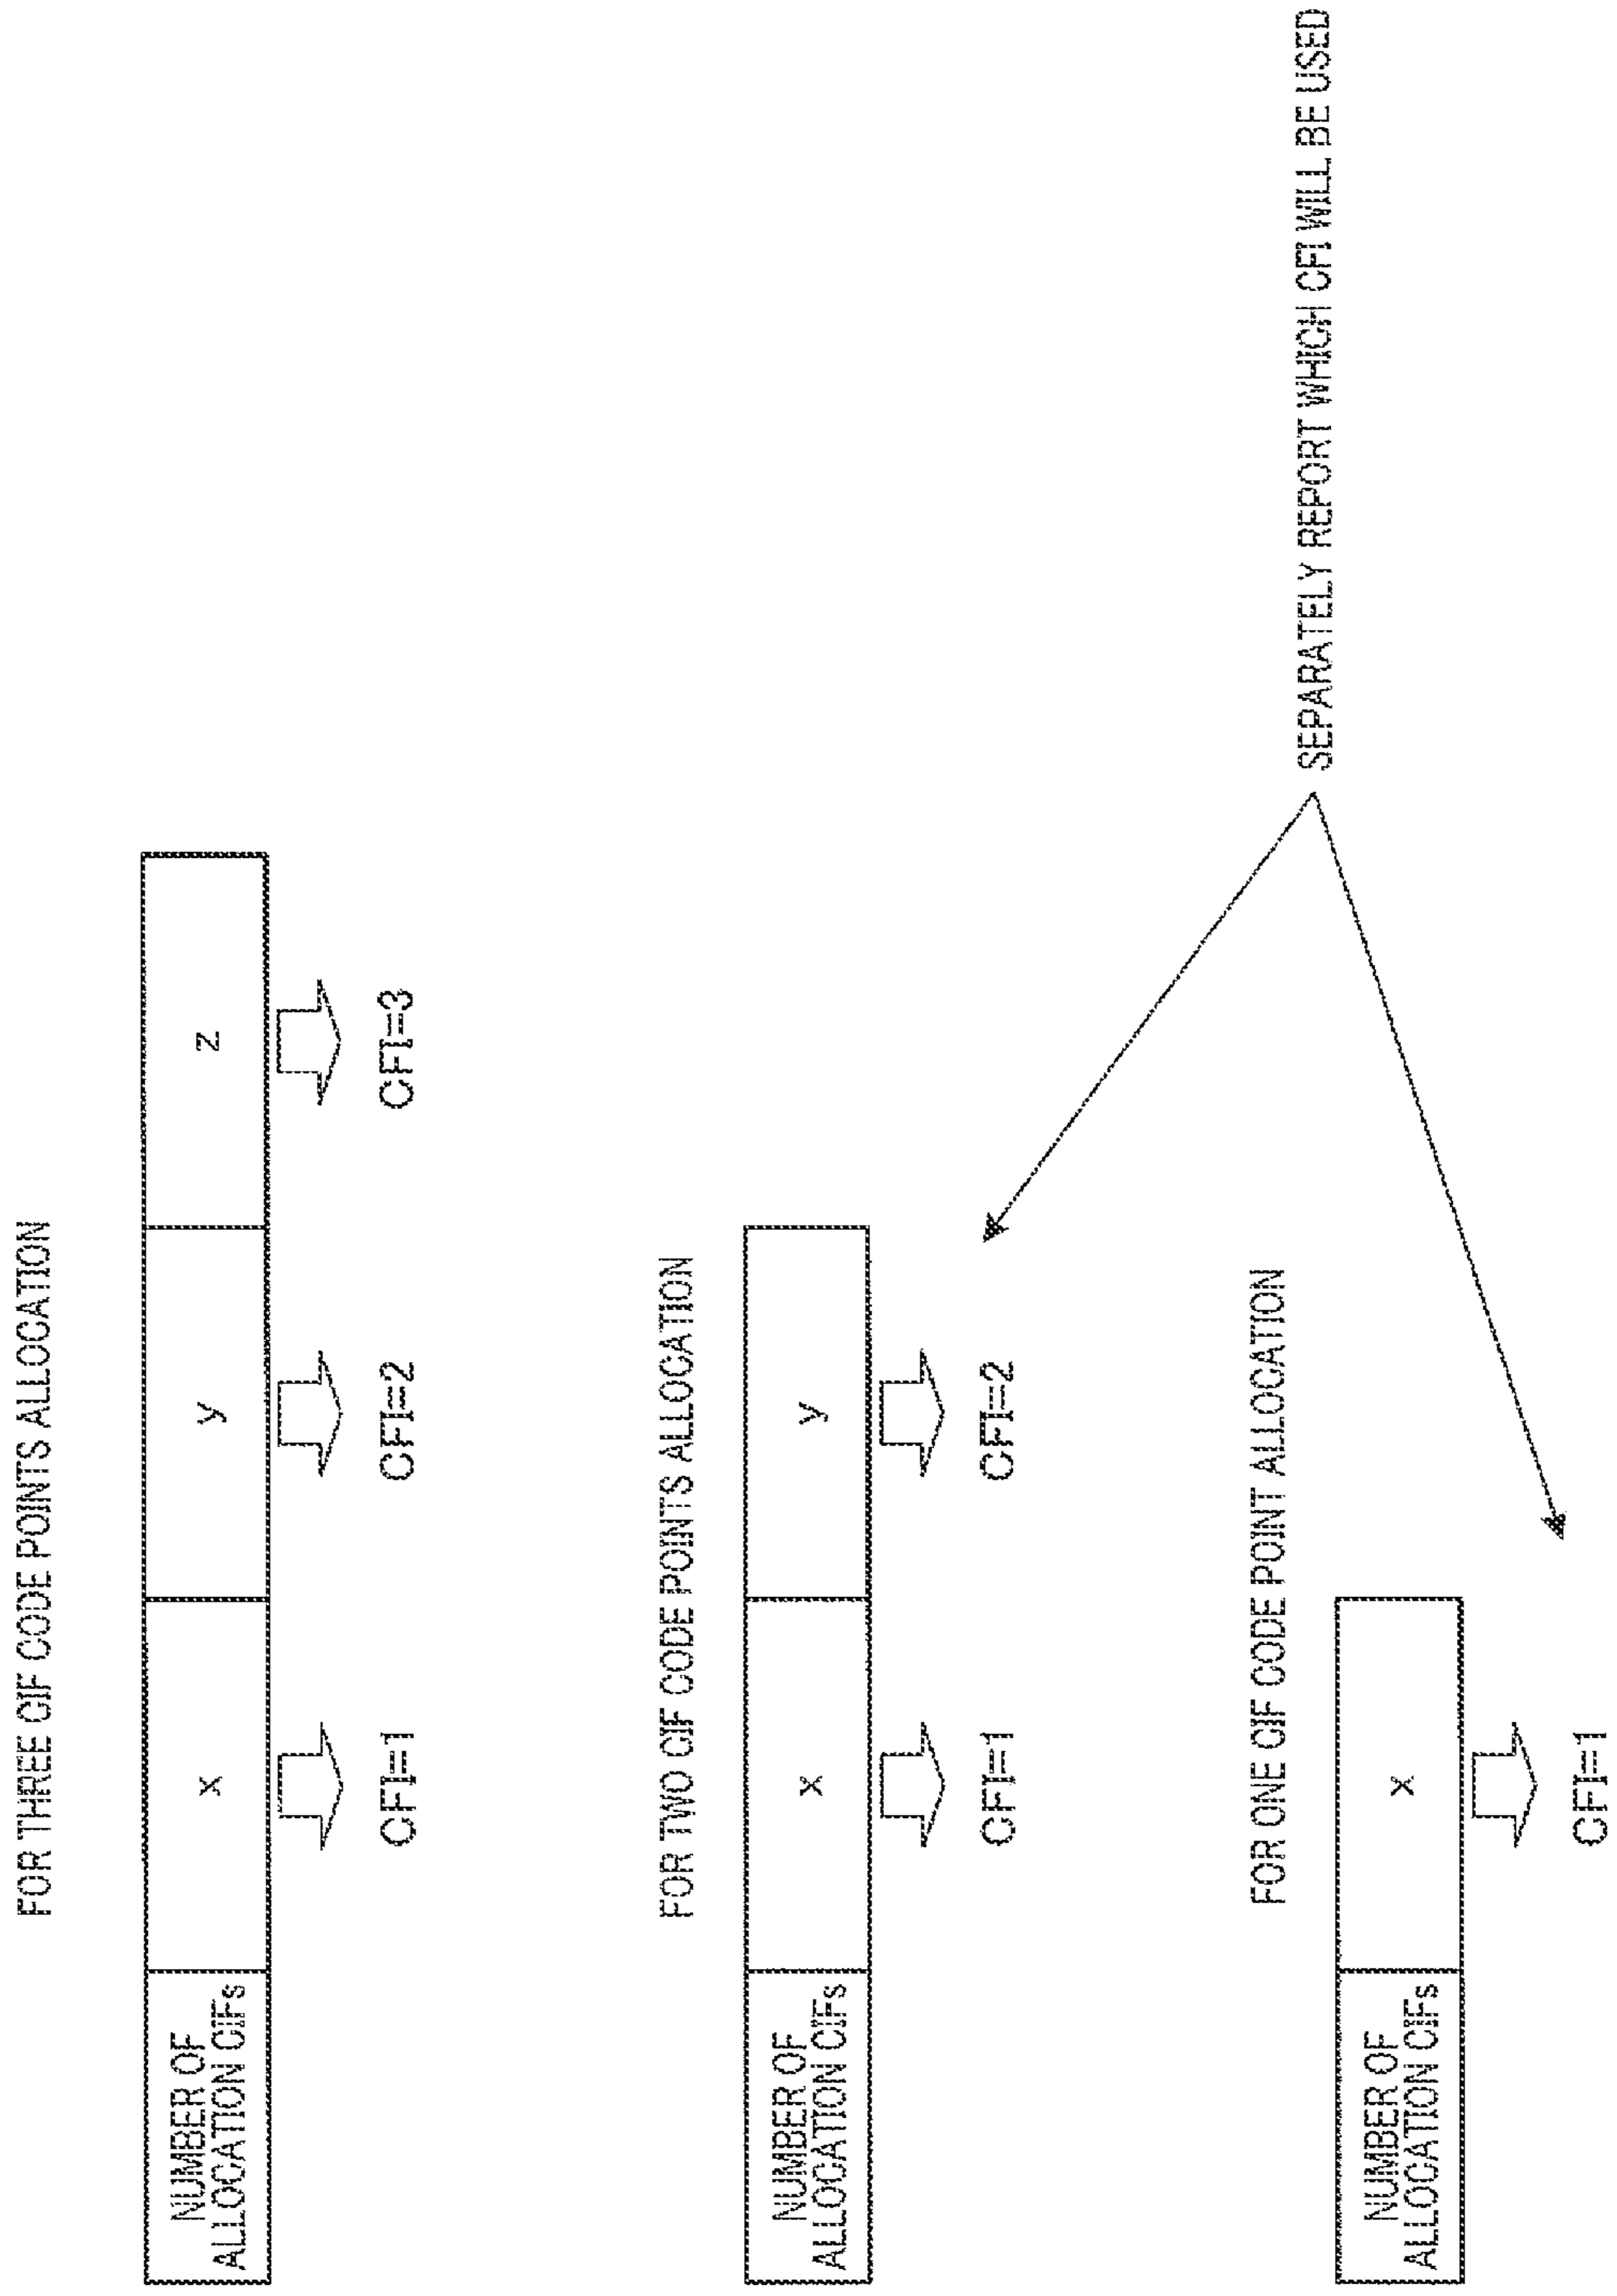 FOR THREE CIF CODE POINTS ALLOCATION
NUMBER OF
ALLOCATION CIFs
x
y
z
CFI=1
CFI=2
CFI=3
FOR TWO CIF CODE POINTS ALLOCATION
NUMBER OF
ALLOCATION CIFs
x
y
CFI=1
CFI=2
SEPARATELY REPORT WHICH CFI WILL BE USED
FOR ONE CIF CODE POINT ALLOCATION
NUMBER OF
ALLOCATION CIFs
x
CFI=1